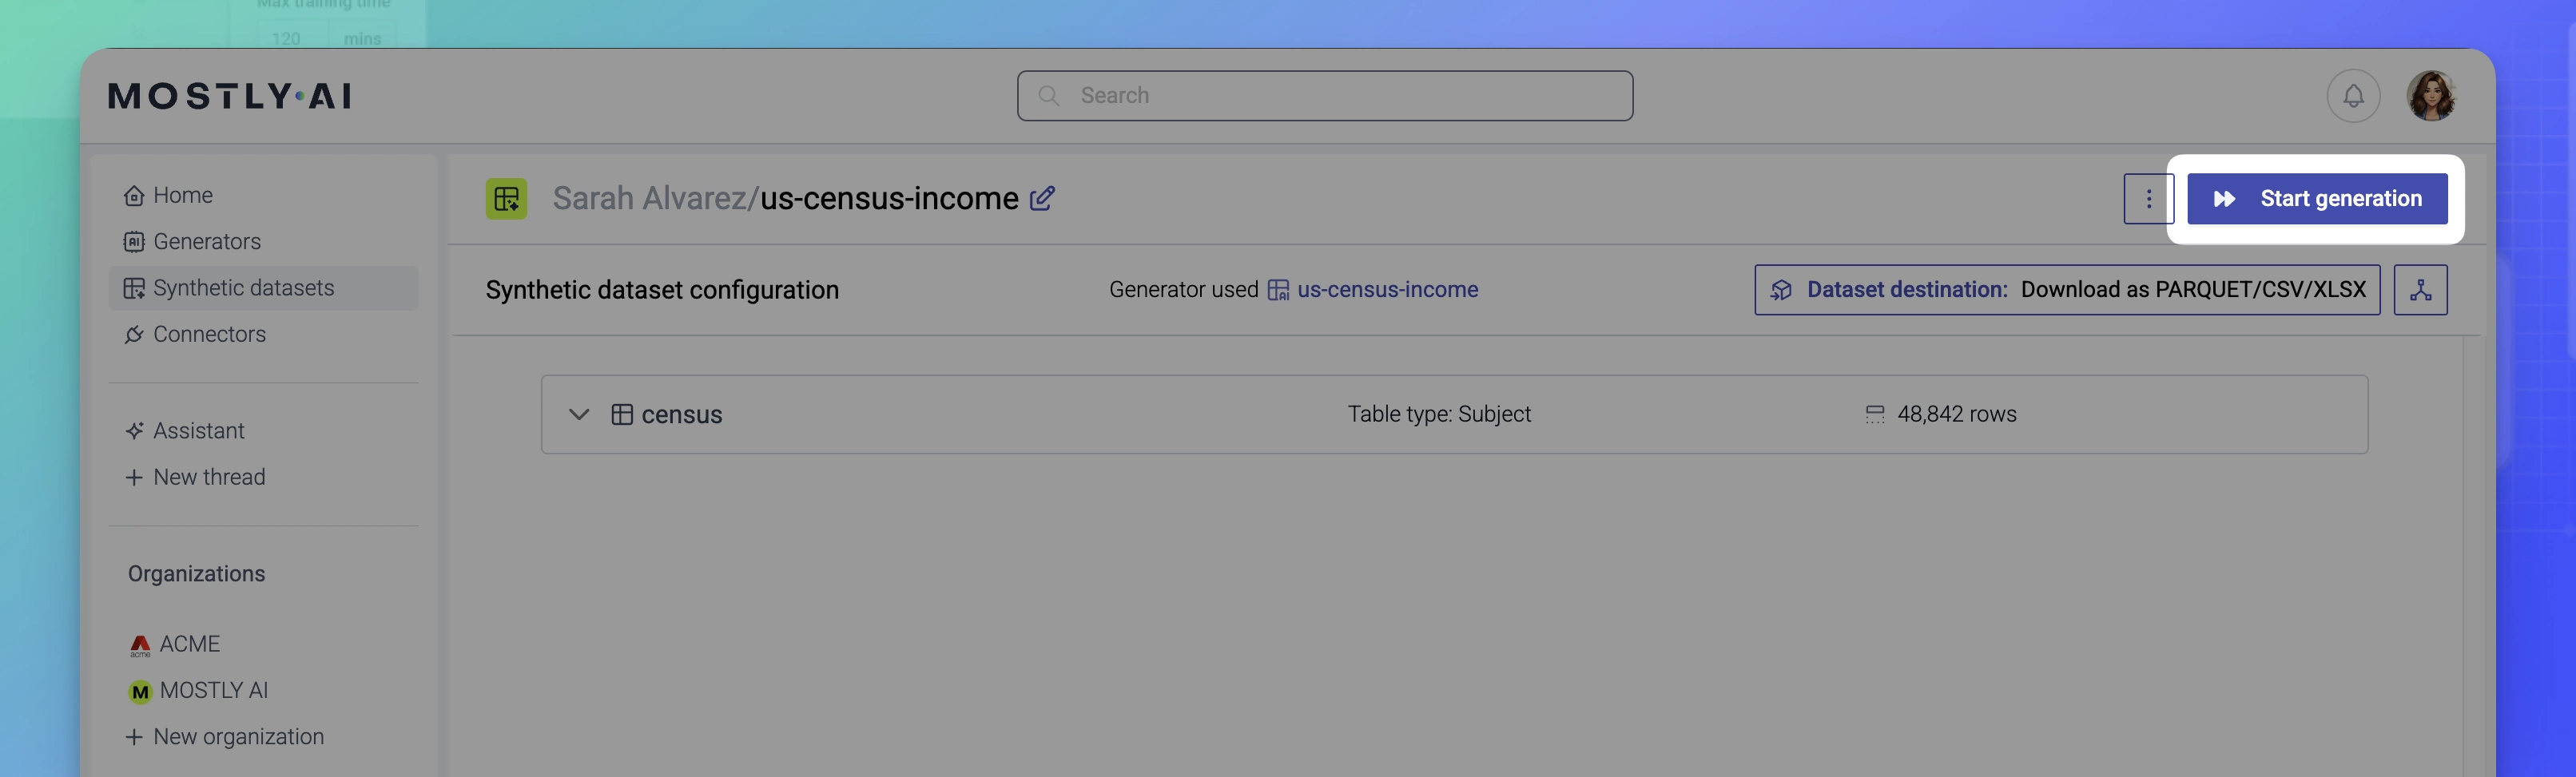 Max training time
120 mins
MOSTLY AI
Search
Home
Generators
Synthetic datasets
Connectors
Assistant
New thread
Organizations
acme ACME
M MOSTLY AI
New organization
Sarah Alvarez/us-census-income
Start generation
Synthetic dataset configuration
Generator used AI us-census-income
Dataset destination: Download as PARQUET/CSV/XLSX
census
Table type: Subject
48,842 rows